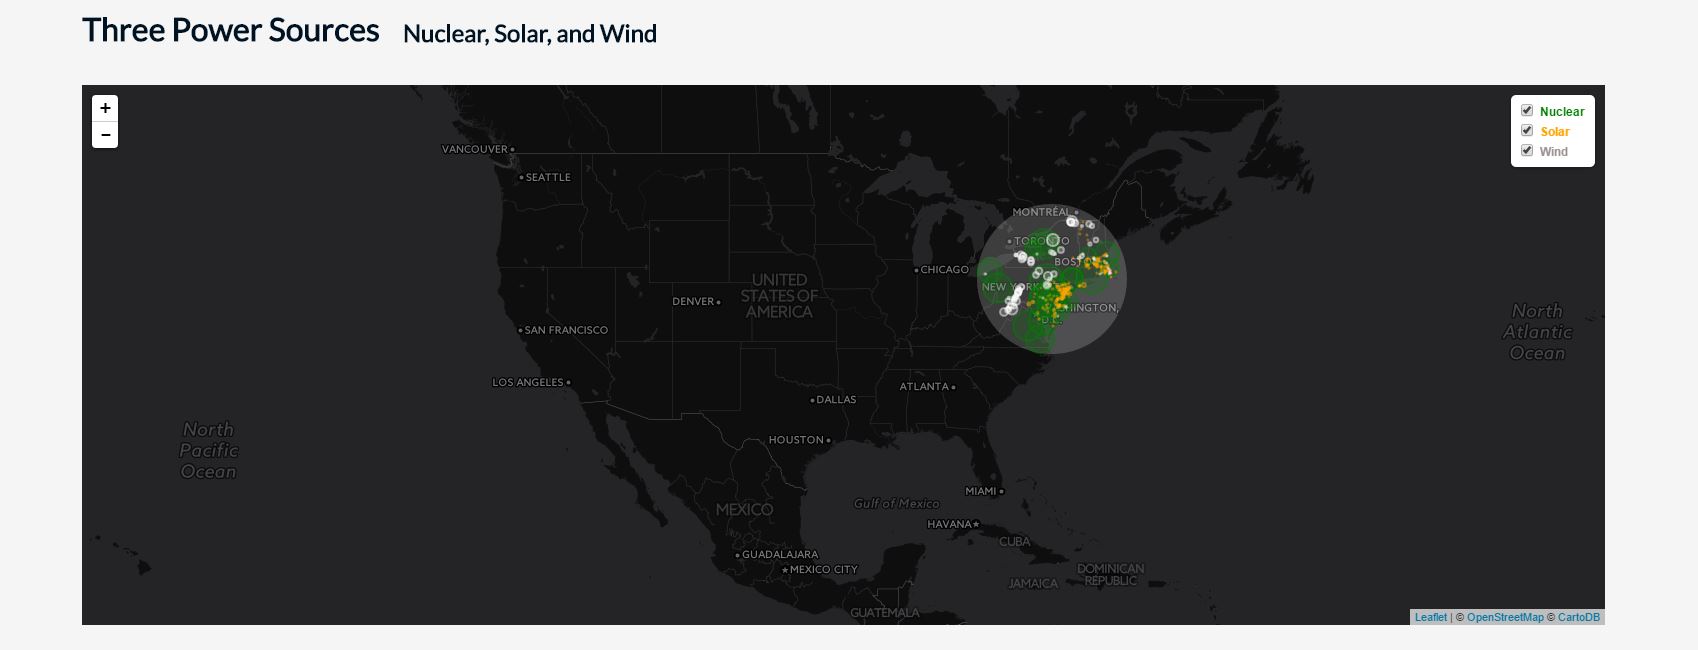 Three Power Sources Nuclear, Solar, and Wind
+
−
Nuclear
Solar
Wind
VANCOUVER
SEATTLE
MONTRÉAL
TORONTO
BOST
CHICAGO
NEW YORK
UNITED
STATES OF
AMERICA
DENVER
HINGTON,
D.C.
SAN FRANCISCO
North
Atlantic
Ocean
LOS ANGELES
ATLANTA
DALLAS
North
Pacific
Ocean
HOUSTON
MIAMI
Gulf of Mexico
MEXICO
HAVANA
CUBA
GUADALAJARA
MEXICO CITY
DOMINICAN
REPUBLIC
JAMAICA
GUATEMALA
Leaflet | © OpenStreetMap © CartoDB